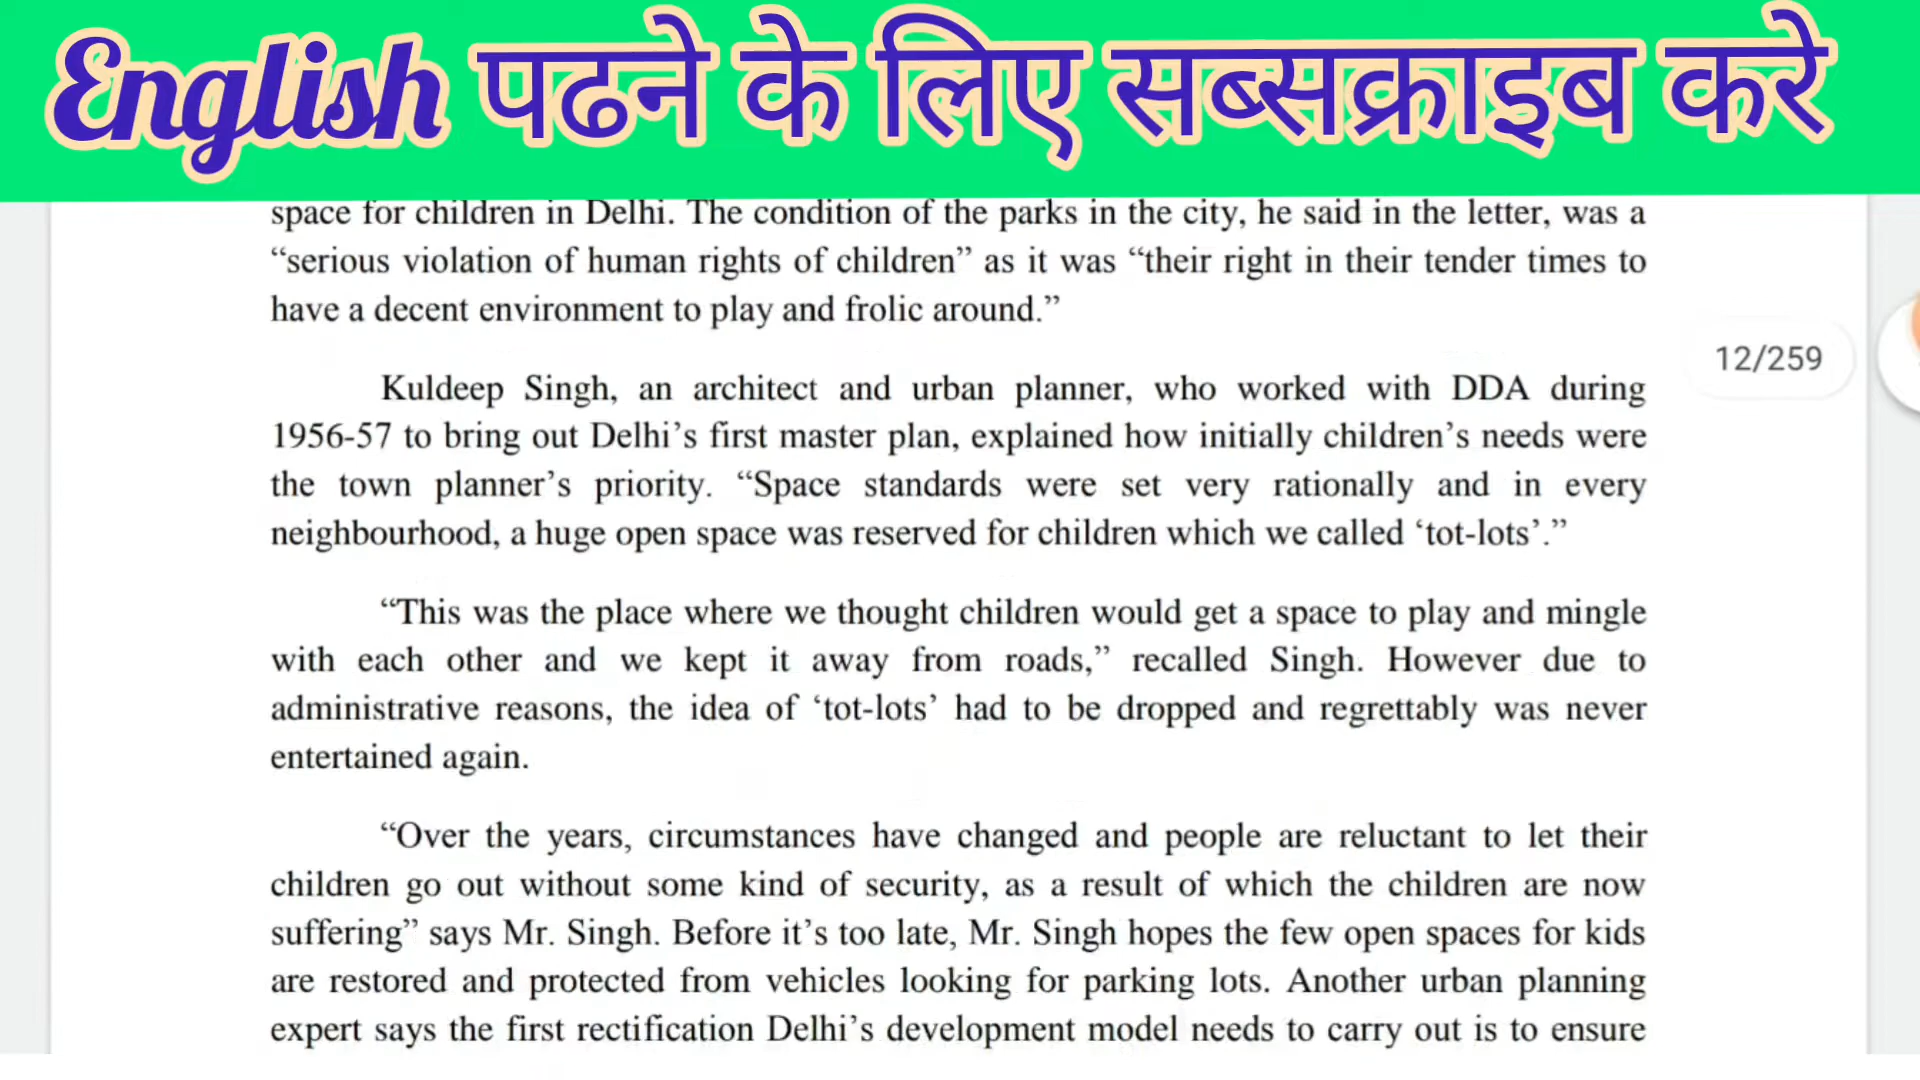 English पढने के लिए सब्सक्राइब करे
space for children in Delhi. The condition of the parks in the city, he said in the letter, was a
“serious violation of human rights of children” as it was “their right in their tender times to
have a decent environment to play and frolic around.”
12/259
Kuldeep Singh, an architect and urban planner, who worked with DDA during
1956-57 to bring out Delhi’s first master plan, explained how initially children’s needs were
the town planner’s priority. “Space standards were set very rationally and in every
neighbourhood, a huge open space was reserved for children which we called ‘tot-lots’.”
“This was the place where we thought children would get a space to play and mingle
with each other and we kept it away from roads,” recalled Singh. However due to
administrative reasons, the idea of ‘tot-lots’ had to be dropped and regrettably was never
entertained again.
“Over the years, circumstances have changed and people are reluctant to let their
children go out without some kind of security, as a result of which the children are now
suffering” says Mr. Singh. Before it’s too late, Mr. Singh hopes the few open spaces for kids
are restored and protected from vehicles looking for parking lots. Another urban planning
expert says the first rectification Delhi’s development model needs to carry out is to ensure